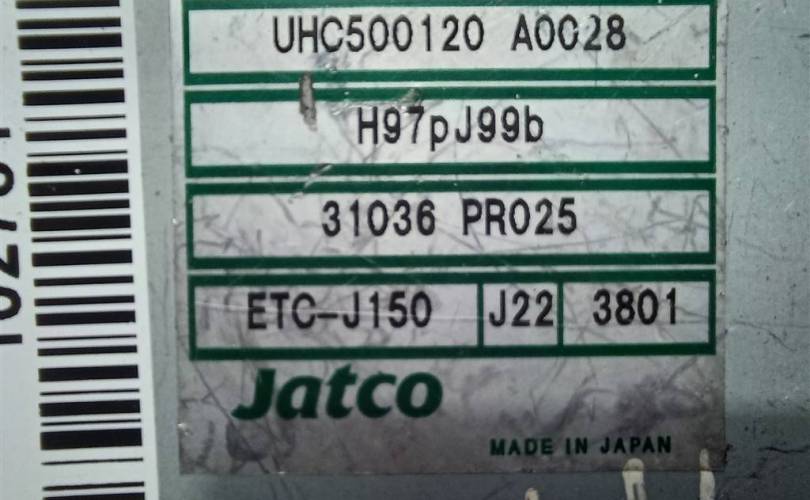 UHC500120 A0028
H97pJ99b
31036 PR025
ETC-J150 J22 3801
Jatco
MADE IN JAPAN